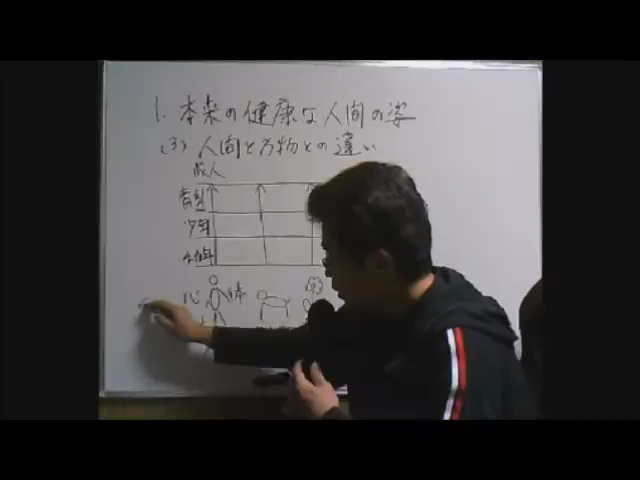 1. 本来の健康な人間の姿
(3) 人間と万物との違い
成人
青年
少年
幼年
心 体